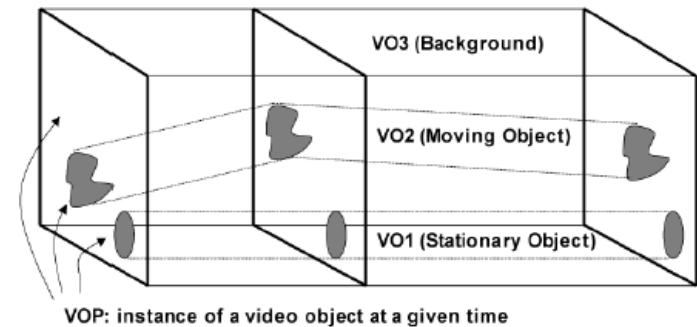 VO3 (Background)
VO2 (Moving Object)
VO1 (Stationary Object)
VOP: instance of a video object at a given time